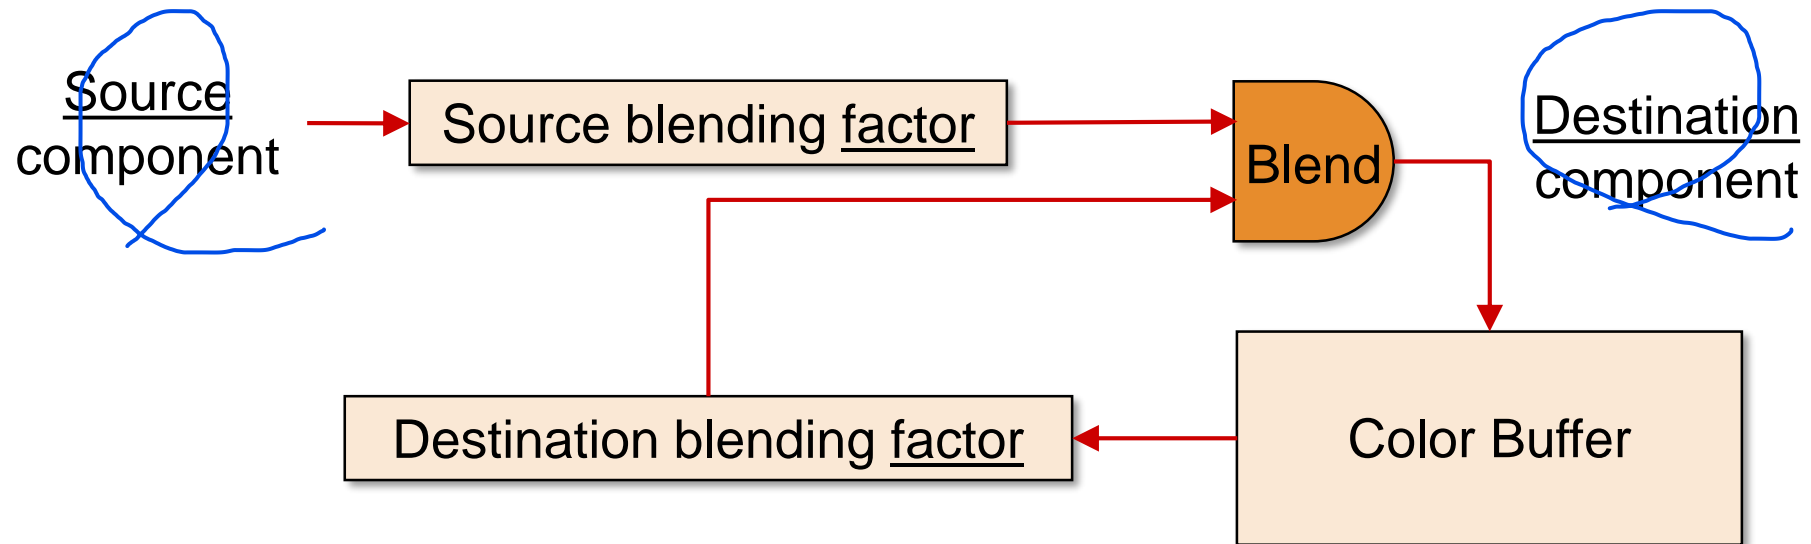 Source
component
Source blending factor
Blend
Destination
component
Destination blending factor
Color Buffer